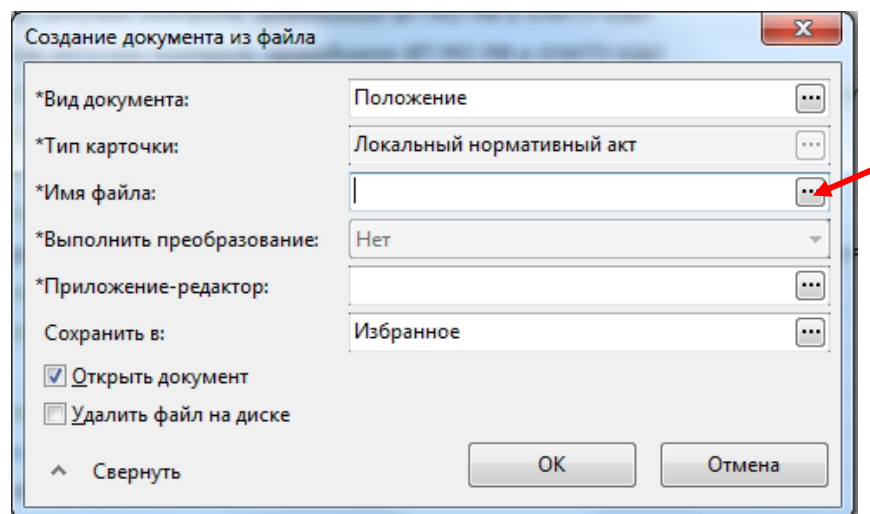 Создание документа из файла
*Вид документа: Положение
*Тип карточки: Локальный нормативный акт
*Имя файла:
*Выполнить преобразование: Нет
*Приложение-редактор:
Сохранить в: Избранное
Открыть документ
Удалить файл на диске
Свернуть OK Отмена